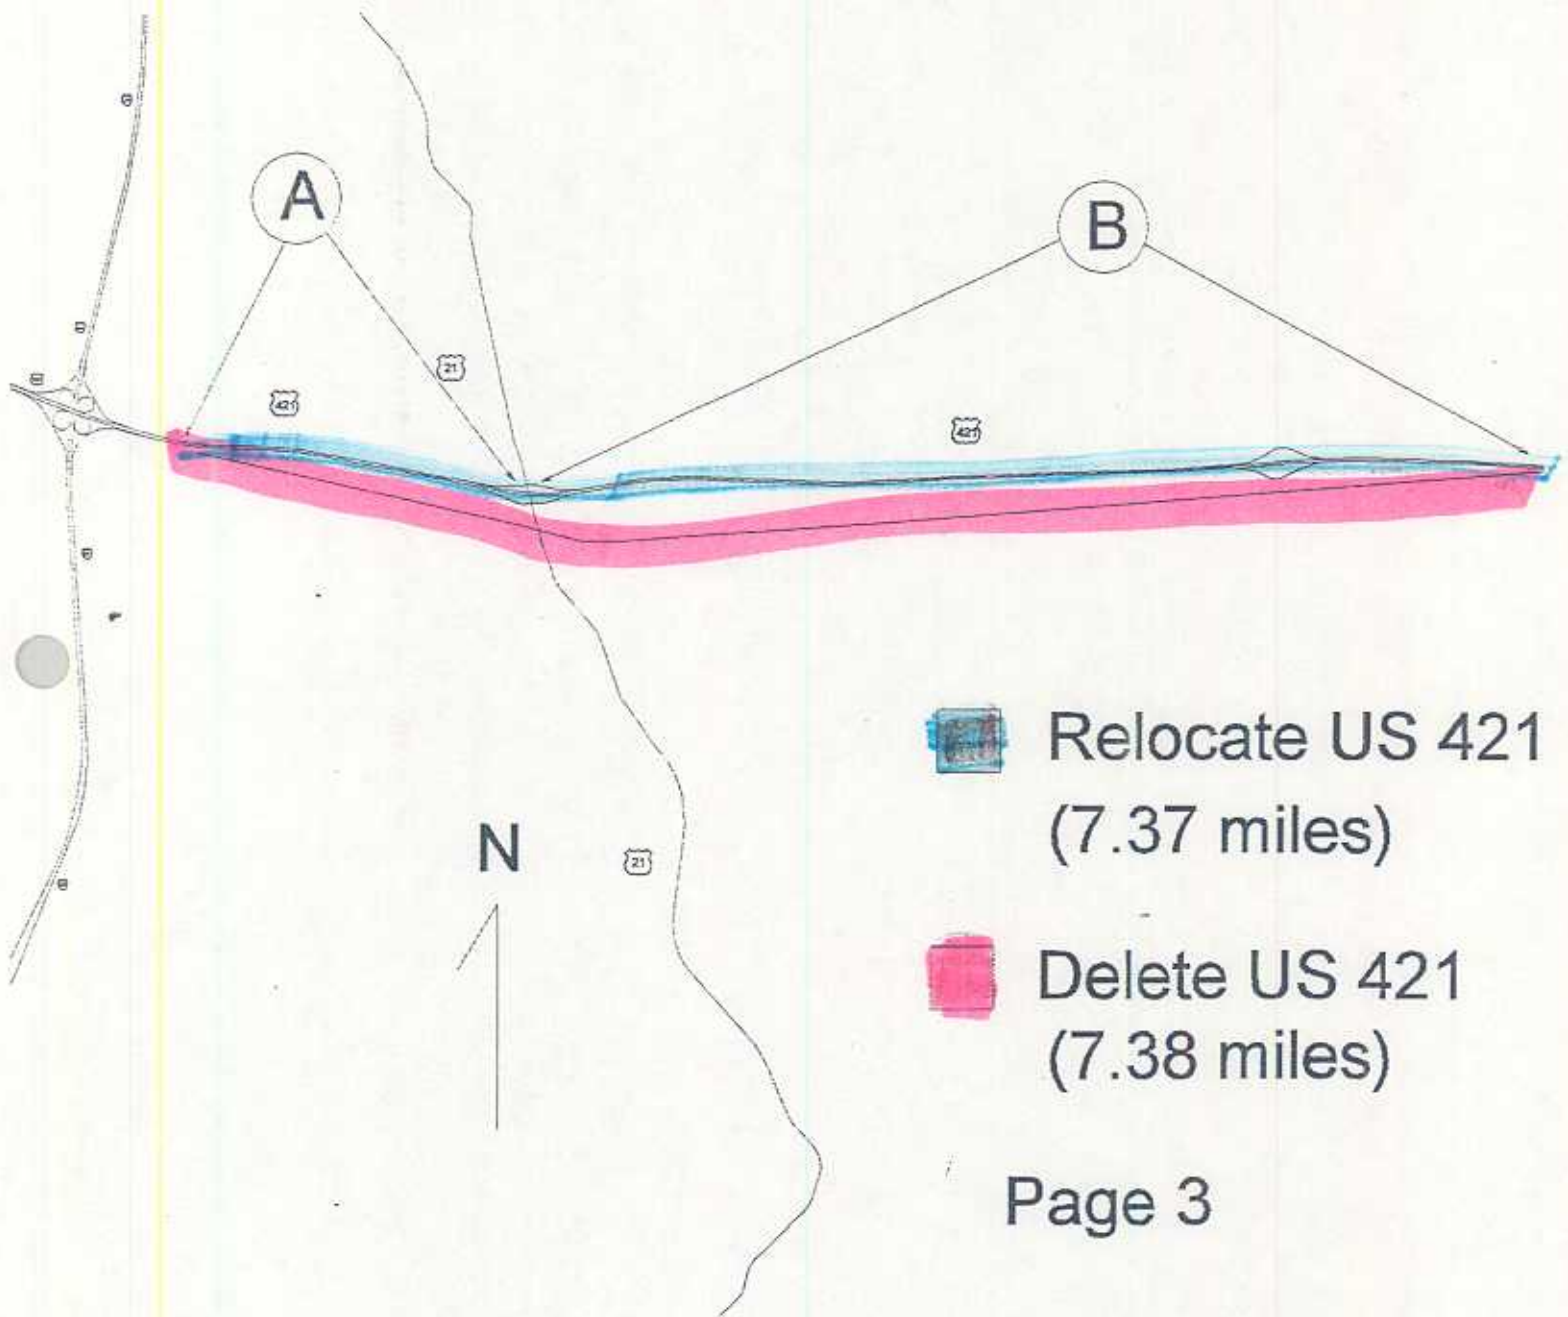 A
B
21
421
421
Relocate US 421
(7.37 miles)
N
21
Delete US 421
(7.38 miles)
Page 3